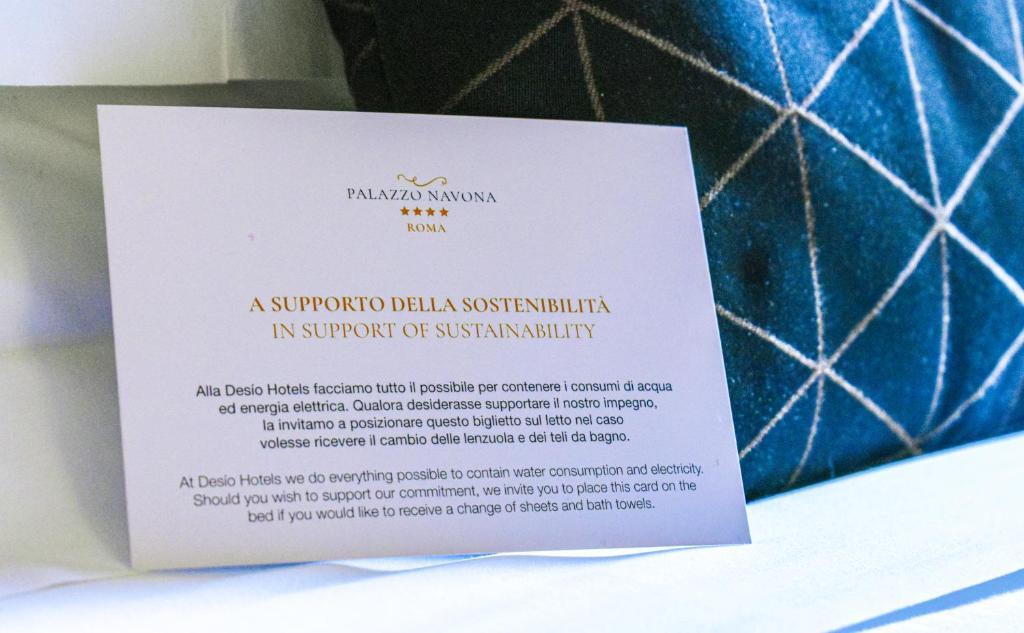 PALAZZO NAVONA
★★★★
ROMA
A SUPPORTO DELLA SOSTENIBILITÀ
IN SUPPORT OF SUSTAINABILITY
Alla Desío Hotels facciamo tutto il possibile per contenere i consumi di acqua
ed energia elettrica. Qualora desiderasse supportare il nostro impegno,
la invitamo a posizionare questo biglietto sul letto nel caso
volesse ricevere il cambio delle lenzuola e dei teli da bagno.
At Desío Hotels we do everything possible to contain water consumption and electricity.
Should you wish to support our commitment, we invite you to place this card on the
bed if you would like to receive a change of sheets and bath towels.